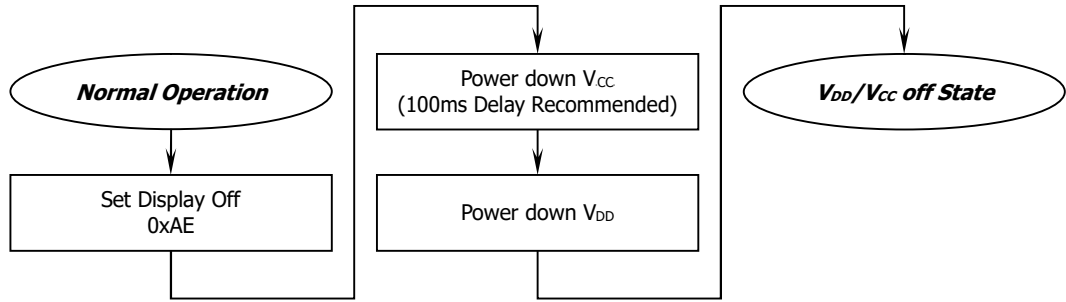 Normal Operation
Set Display Off
0xAE
Power down VCC
(100ms Delay Recommended)
Power down VDD
VDD/VCC off State